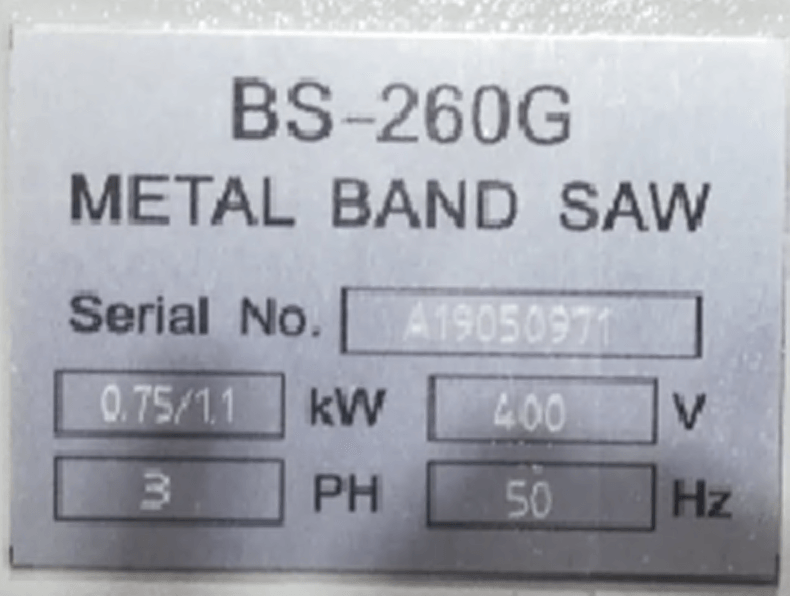 BS-260G
METAL BAND SAW
Serial No. A19050971
0.75/1.1 kW 400 V
3 PH 50 Hz